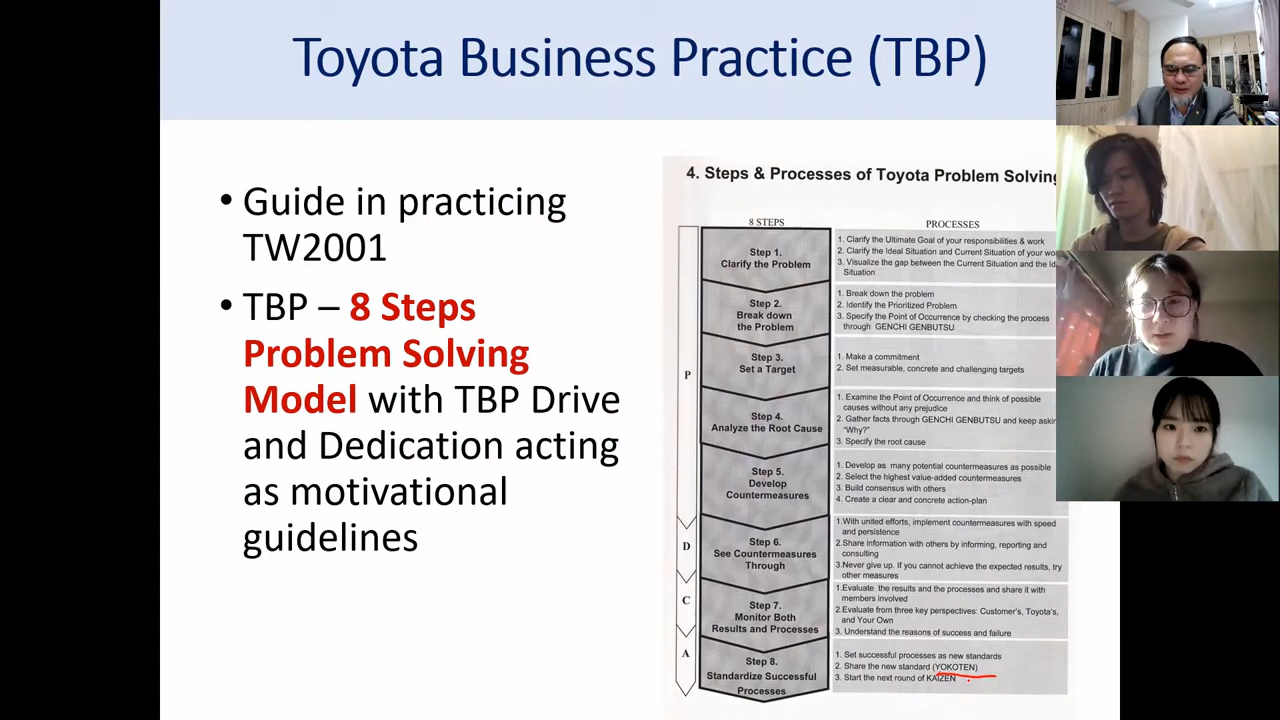 Toyota Business Practice (TBP)
• Guide in practicing
TW2001
• TBP – 8 Steps
Problem Solving
Model with TBP Drive
and Dedication acting
as motivational
guidelines
4. Steps & Processes of Toyota Problem Solving
8 STEPS
PROCESSES
P
D
C
A
Step 1.
Clarify the Problem
1. Clarify the Ultimate Goal of your responsibilities & work
2. Clarify the Ideal Situation and Current Situation of your
3. Visualize the gap between the Current Situation and the
Situation
Step 2.
Break down
the Problem
1. Break down the problem
2. Identify the Prioritized Problem
3. Specify the Point of Occurrence by checking the process
through GENCHI GENBUTSU
Step 3.
Set a Target
1. Make a commitment
2. Set measurable, concrete and challenging targets
Step 4.
Analyze the Root Cause
1. Examine the Point of Occurrence and think of possible
causes without any prejudice
2. Gather facts through GENCHI GENBUTSU and keep
"Why?"
3. Specify the root cause
Step 5.
Develop
Countermeasures
1. Develop as many potential countermeasures as possible
2. Select the highest value-added countermeasures
3. Build consensus with others
4. Create a clear and concrete action-plan
Step 6.
See Countermeasures
Through
1.With united efforts, implement countermeasures with speed
and persistence
2.Share information with others by informing, reporting and
consulting
3.Never give up. If you cannot achieve the expected results, try
other measures
Step 7.
Monitor Both
Results and Processes
1.Evaluate the results and the processes and share it with
members involved
2.Evaluate from three key perspectives: Customer's, Toyota's,
and Your Own
3. Understand the reasons of success and failure
Step 8.
Standardize Successful
Processes
1. Set successful processes as new standards
2. Share the new standard (YOKOTEN)
3. Start the next round of KAIZEN